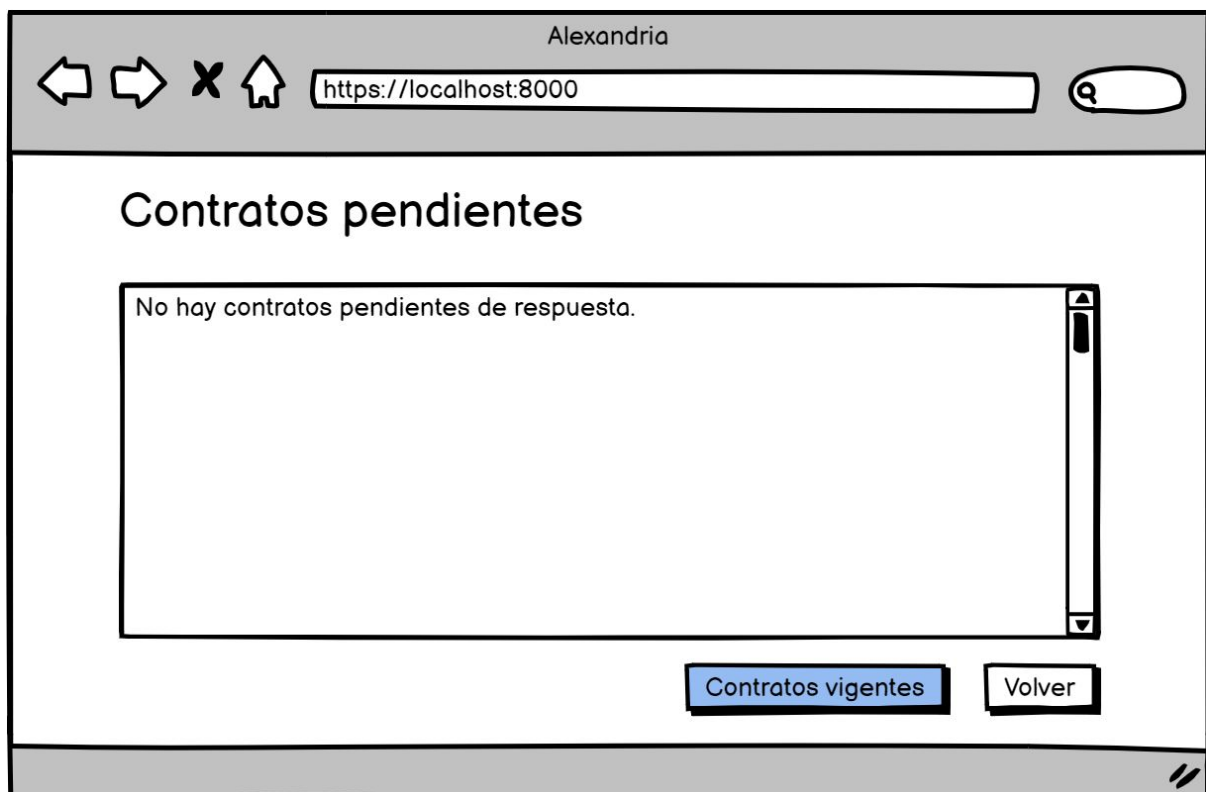 Alexandria
https://localhost:8000
Contratos pendientes
No hay contratos pendientes de respuesta.
Contratos vigentes
Volver